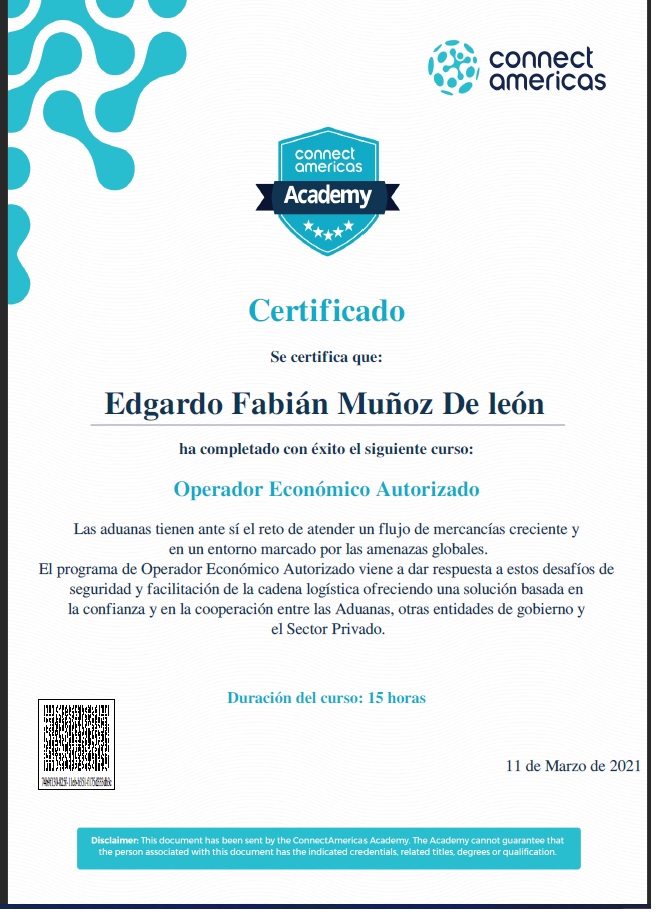 connect
americas
connect
americas
Academy
Certificado
Se certifica que:
Edgardo Fabián Muñoz De león
ha completado con éxito el siguiente curso:
Operador Económico Autorizado
Las aduanas tienen ante sí el reto de atender un flujo de mercancías creciente y
en un entorno marcado por las amenazas globales.
El programa de Operador Económico Autorizado viene a dar respuesta a estos desafíos de
seguridad y facilitación de la cadena logística ofreciendo una solución basada en
la confianza y en la cooperación entre las Aduanas, otras entidades de gobierno y
el Sector Privado.
Duración del curso: 15 horas
11 de Marzo de 2021
Disclaimer: This document has been sent by the ConnectAmericas Academy. The Academy cannot guarantee that
the person associated with this document has the indicated credentials, related titles, degrees or qualification.